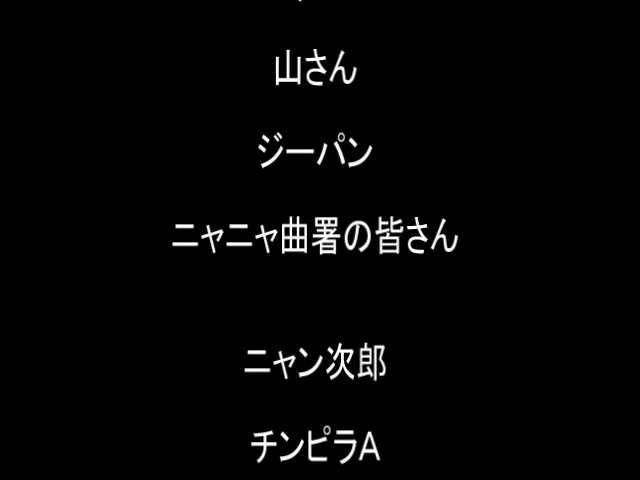 山さん
ジーパン
ニャニャ曲署の皆さん
ニャン次郎
チンピラA